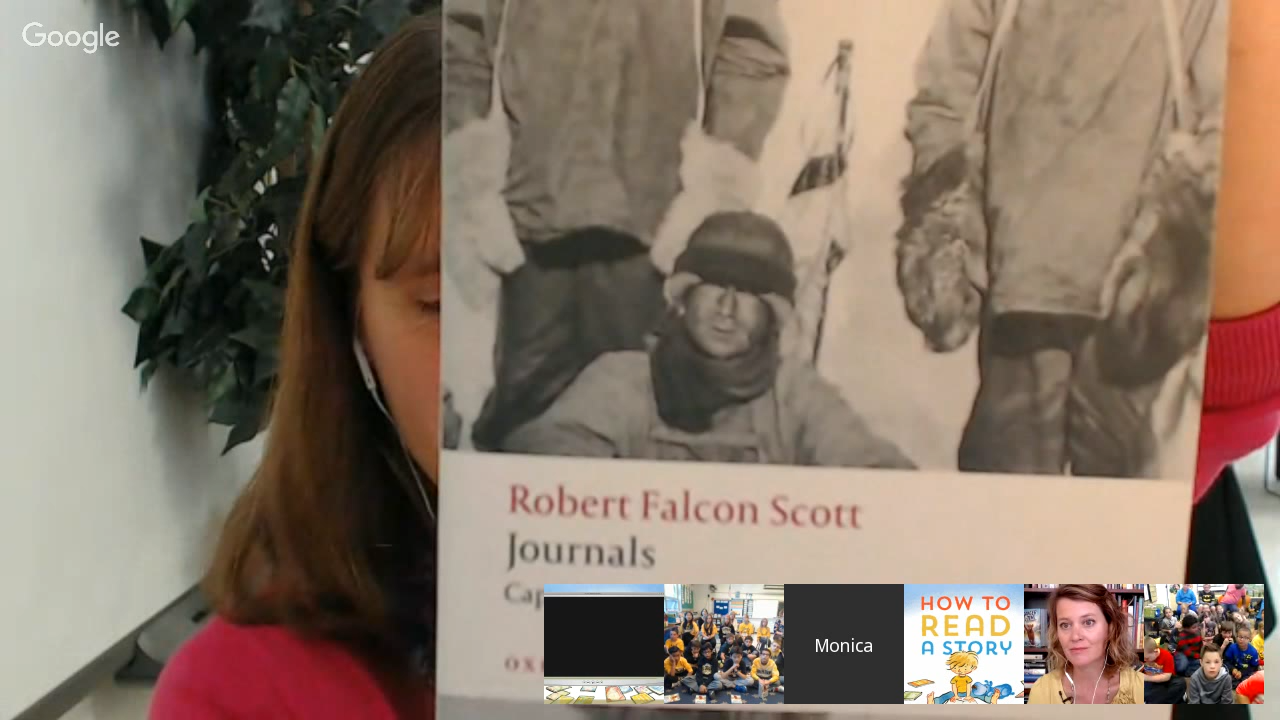 Google
Robert Falcon Scott
Journals
Monica
HOW TO
READ
A STORY